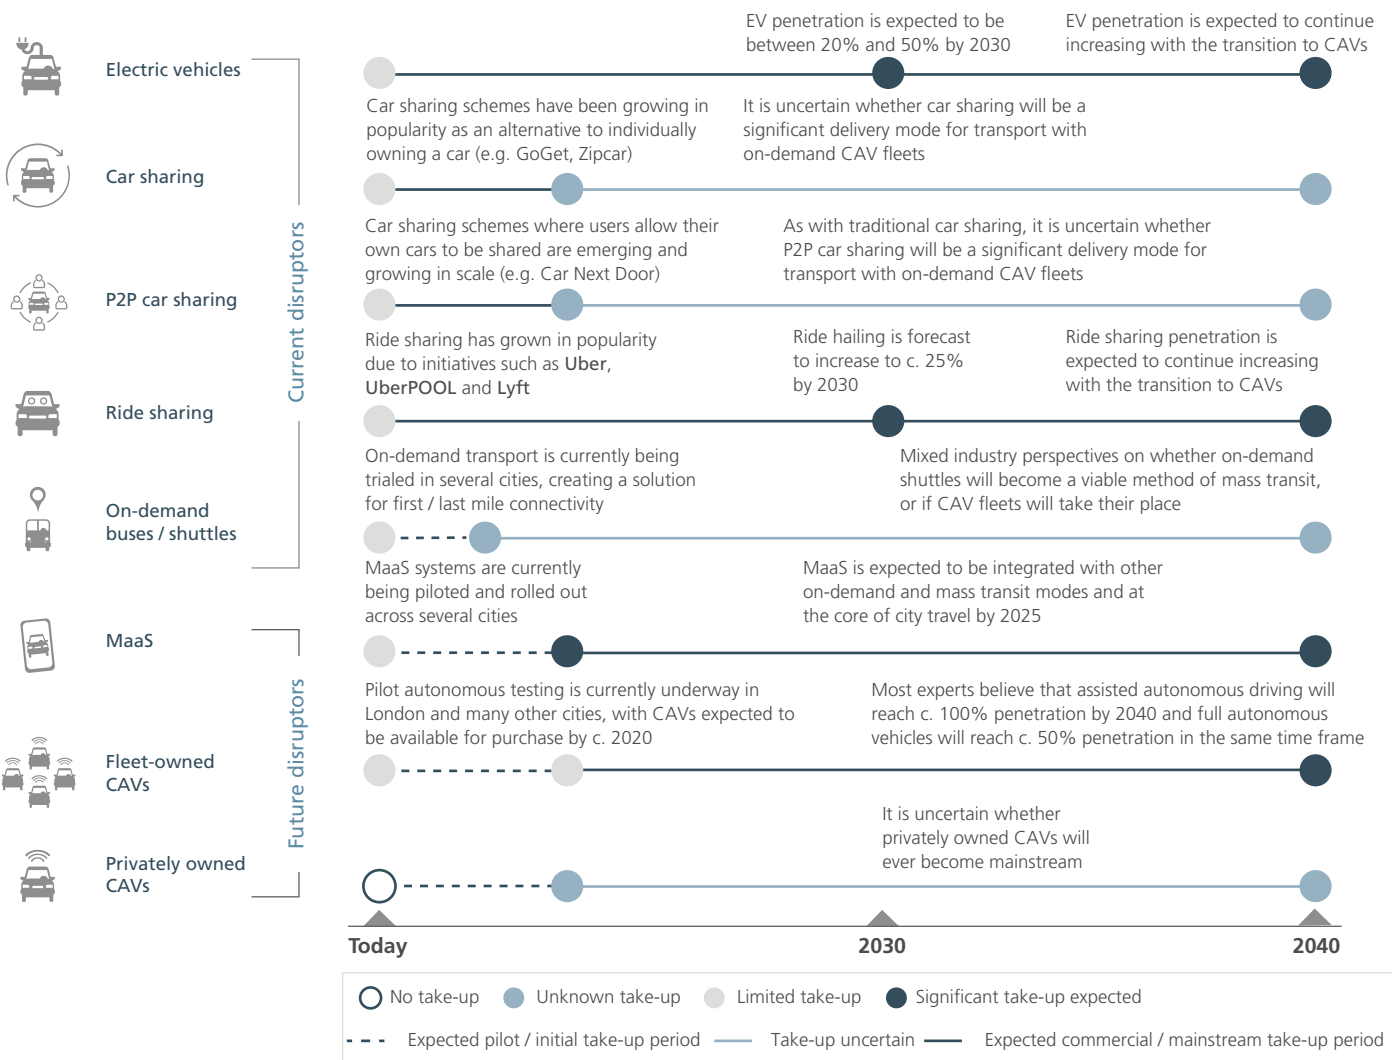 EV penetration is expected to be
between 20% and 50% by 2030
EV penetration is expected to continue
increasing with the transition to CAVs
Electric vehicles
Car sharing schemes have been growing in
popularity as an alternative to individually
owning a car (e.g. GoGet, Zipcar)
It is uncertain whether car sharing will be a
significant delivery mode for transport with
on-demand CAV fleets
Car sharing
Car sharing schemes where users allow their
own cars to be shared are emerging and
growing in scale (e.g. Car Next Door)
As with traditional car sharing, it is uncertain whether
P2P car sharing will be a significant delivery mode for
transport with on-demand CAV fleets
P2P car sharing
Current disruptors
Ride sharing has grown in popularity
due to initiatives such as Uber,
UberPOOL and Lyft
Ride hailing is forecast
to increase to c. 25%
by 2030
Ride sharing penetration is
expected to continue increasing
with the transition to CAVs
Ride sharing
On-demand transport is currently being
trialed in several cities, creating a solution
for first / last mile connectivity
Mixed industry perspectives on whether on-demand
shuttles will become a viable method of mass transit,
or if CAV fleets will take their place
On-demand
buses / shuttles
MaaS systems are currently
being piloted and rolled out
across several cities
MaaS is expected to be integrated with other
on-demand and mass transit modes and at
the core of city travel by 2025
MaaS
Pilot autonomous testing is currently underway in
London and many other cities, with CAVs expected to
be available for purchase by c. 2020
Most experts believe that assisted autonomous driving will
reach c. 100% penetration by 2040 and full autonomous
vehicles will reach c. 50% penetration in the same time frame
Fleet-owned
CAVs
Future disruptors
It is uncertain whether
privately owned CAVs will
ever become mainstream
Privately owned
CAVs
Today
2030
2040
No take-up
Unknown take-up
Limited take-up
Significant take-up expected
Expected pilot / initial take-up period
Take-up uncertain
Expected commercial / mainstream take-up period